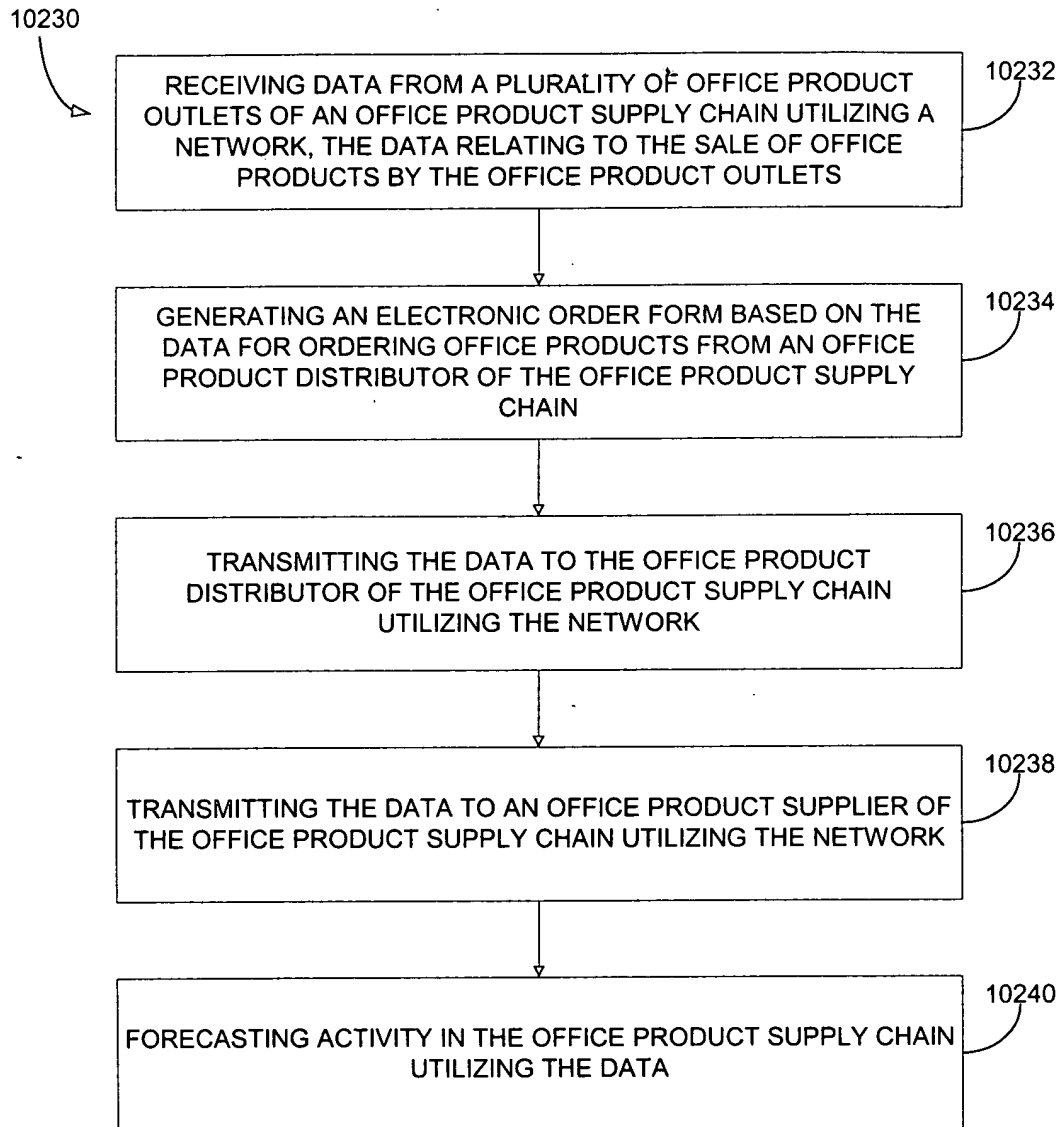 10230
RECEIVING DATA FROM A PLURALITY OF OFFICE PRODUCT
OUTLETS OF AN OFFICE PRODUCT SUPPLY CHAIN UTILIZING A
NETWORK, THE DATA RELATING TO THE SALE OF OFFICE
PRODUCTS BY THE OFFICE PRODUCT OUTLETS
10232
GENERATING AN ELECTRONIC ORDER FORM BASED ON THE
DATA FOR ORDERING OFFICE PRODUCTS FROM AN OFFICE
PRODUCT DISTRIBUTOR OF THE OFFICE PRODUCT SUPPLY
CHAIN
10234
TRANSMITTING THE DATA TO THE OFFICE PRODUCT
DISTRIBUTOR OF THE OFFICE PRODUCT SUPPLY CHAIN
UTILIZING THE NETWORK
10236
TRANSMITTING THE DATA TO AN OFFICE PRODUCT SUPPLIER OF
THE OFFICE PRODUCT SUPPLY CHAIN UTILIZING THE NETWORK
10238
FORECASTING ACTIVITY IN THE OFFICE PRODUCT SUPPLY CHAIN
UTILIZING THE DATA
10240